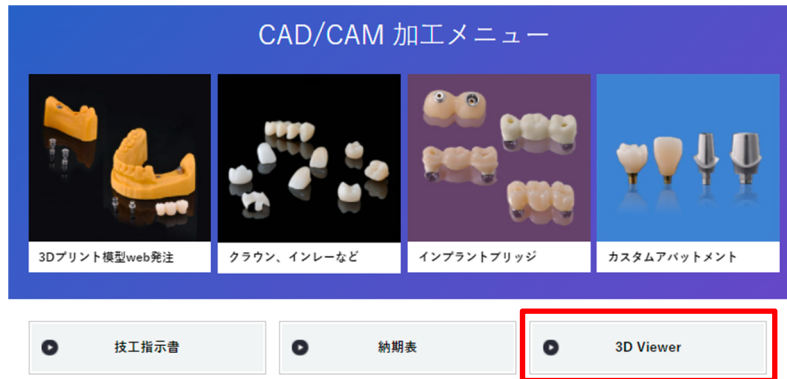 CAD/CAM 加工メニュー
3Dプリント模型web発注
クラウン、インレーなど
インプラントブリッジ
カスタムアバットメント
技工指示書
納期表
3D Viewer